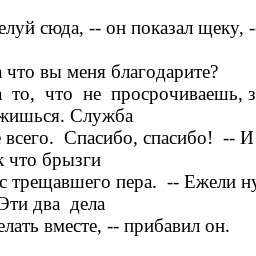 елуй сюда, -- он показал щеку, -
что вы меня благодарите?
то, что не просрочиваешь, з
жишься. Служба
всего. Спасибо, спасибо! -- И
к что брызги
с трещавшего пера. -- Ежели ну
Эти два дела
елать вместе, -- прибавил он.